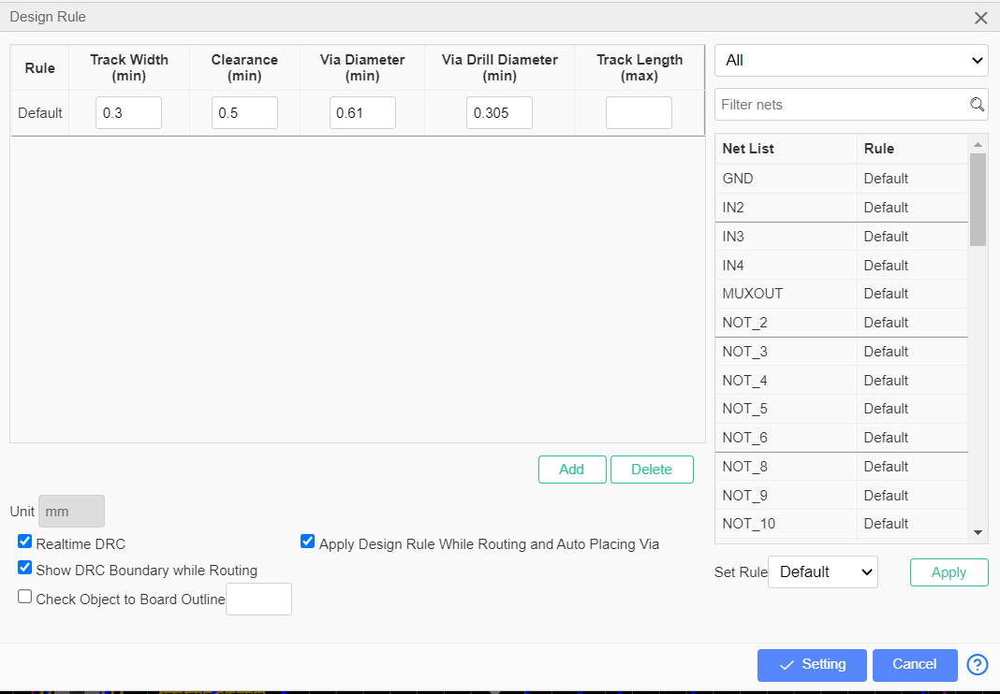 Design Rule
Rule Track Width (min) Clearance (min) Via Diameter (min) Via Drill Diameter (min) Track Length (max)
Default 0.3 0.5 0.61 0.305
Add Delete
Unit mm
Realtime DRC Apply Design Rule While Routing and Auto Placing Via
Show DRC Boundary while Routing
Check Object to Board Outline
All
Filter nets
Net List Rule
GND Default
IN2 Default
IN3 Default
IN4 Default
MUXOUT Default
NOT_2 Default
NOT_3 Default
NOT_4 Default
NOT_5 Default
NOT_6 Default
NOT_8 Default
NOT_9 Default
NOT_10 Default
Set Rule Default Apply
Setting Cancel ?